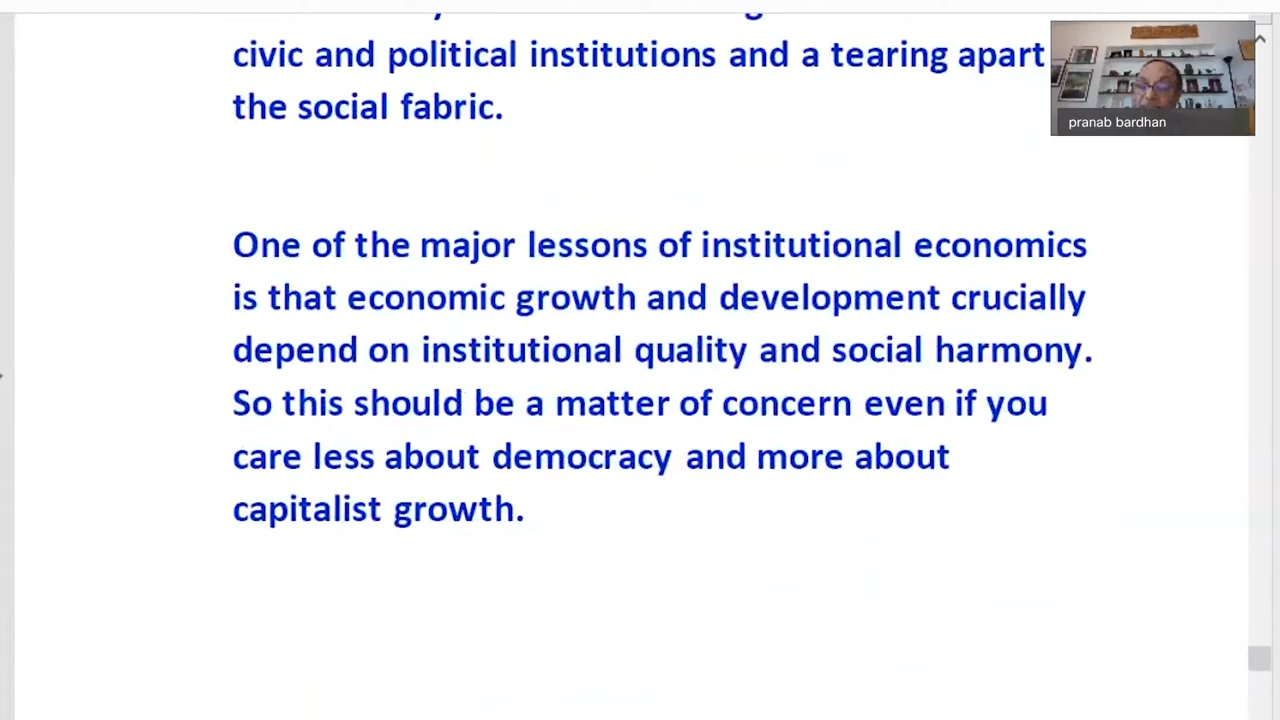 civic and political institutions and a tearing apart
the social fabric.
pranab bardhan
One of the major lessons of institutional economics
is that economic growth and development crucially
depend on institutional quality and social harmony.
So this should be a matter of concern even if you
care less about democracy and more about
capitalist growth.